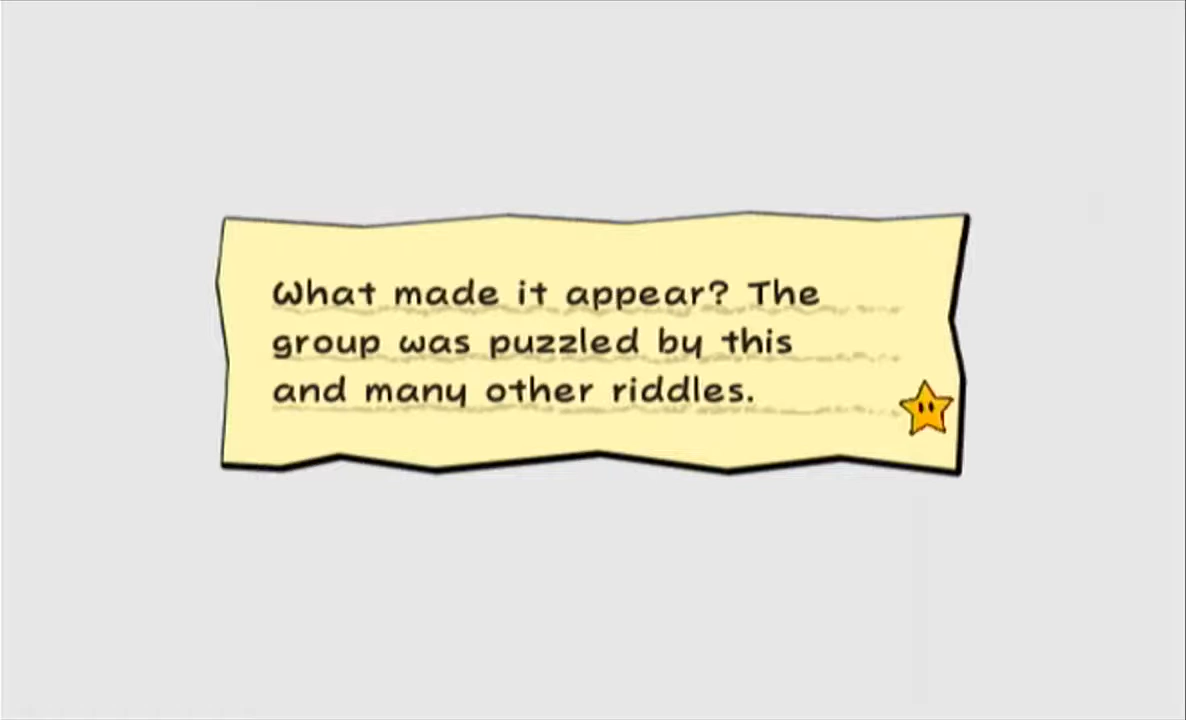 What made it appear? The
group was puzzled by this
and many other riddles.